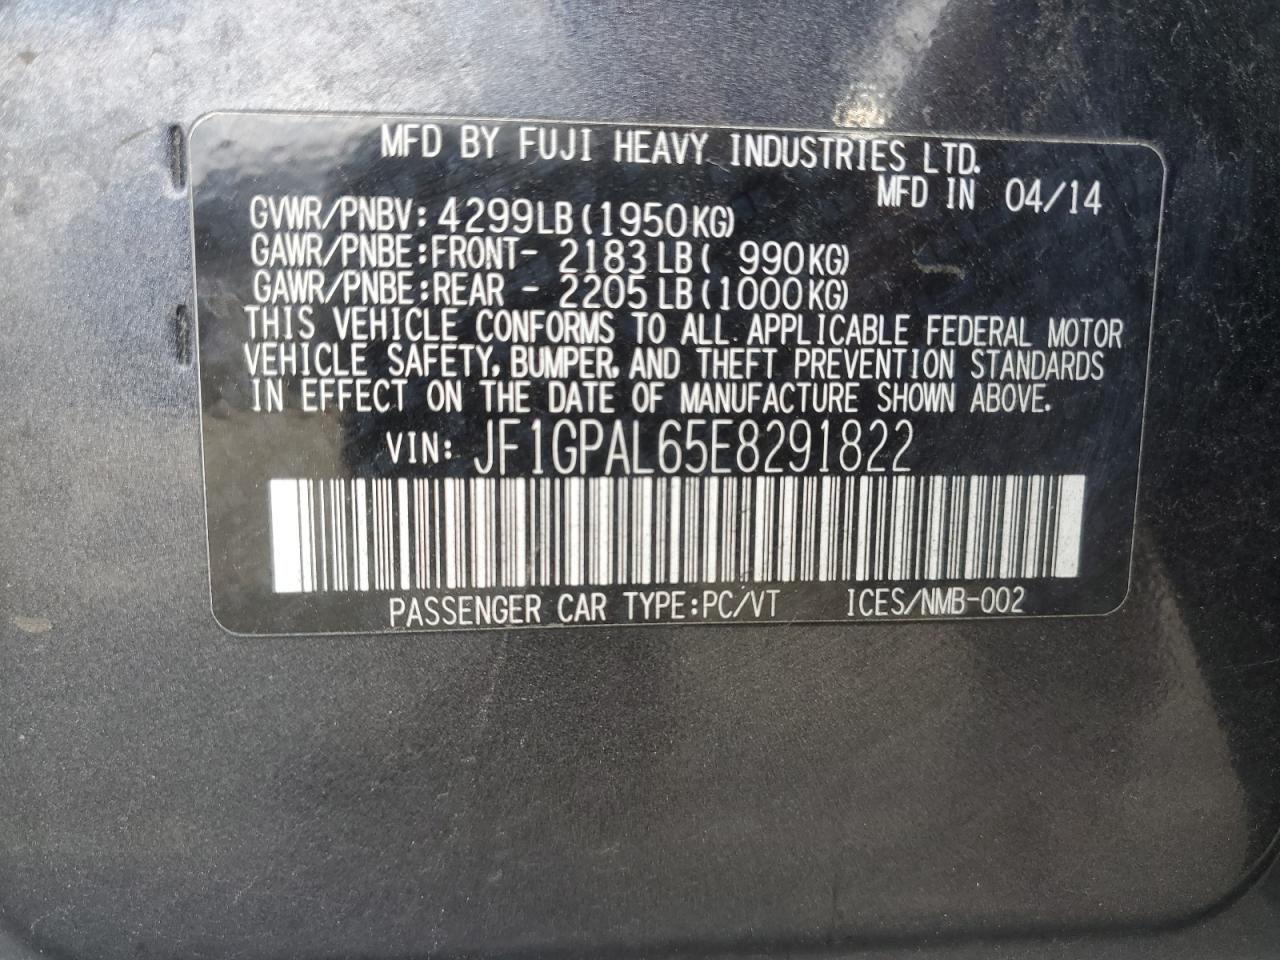 MFD BY FUJI HEAVY INDUSTRIES LTD.
MFD IN 04/14
GVWR/PNBV: 4299LB(1950KG)
GAWR/PNBE:FRONT- 2183LB( 990KG)
GAWR/PNBE:REAR - 2205LB(1000KG)
THIS VEHICLE CONFORMS TO ALL APPLICABLE FEDERAL MOTOR
VEHICLE SAFETY, BUMPER, AND THEFT PREVENTION STANDARDS
IN EFFECT ON THE DATE OF MANUFACTURE SHOWN ABOVE.
VIN: JF1GPAL65E8291822
PASSENGER CAR TYPE:PC/VT ICES/NMB-002